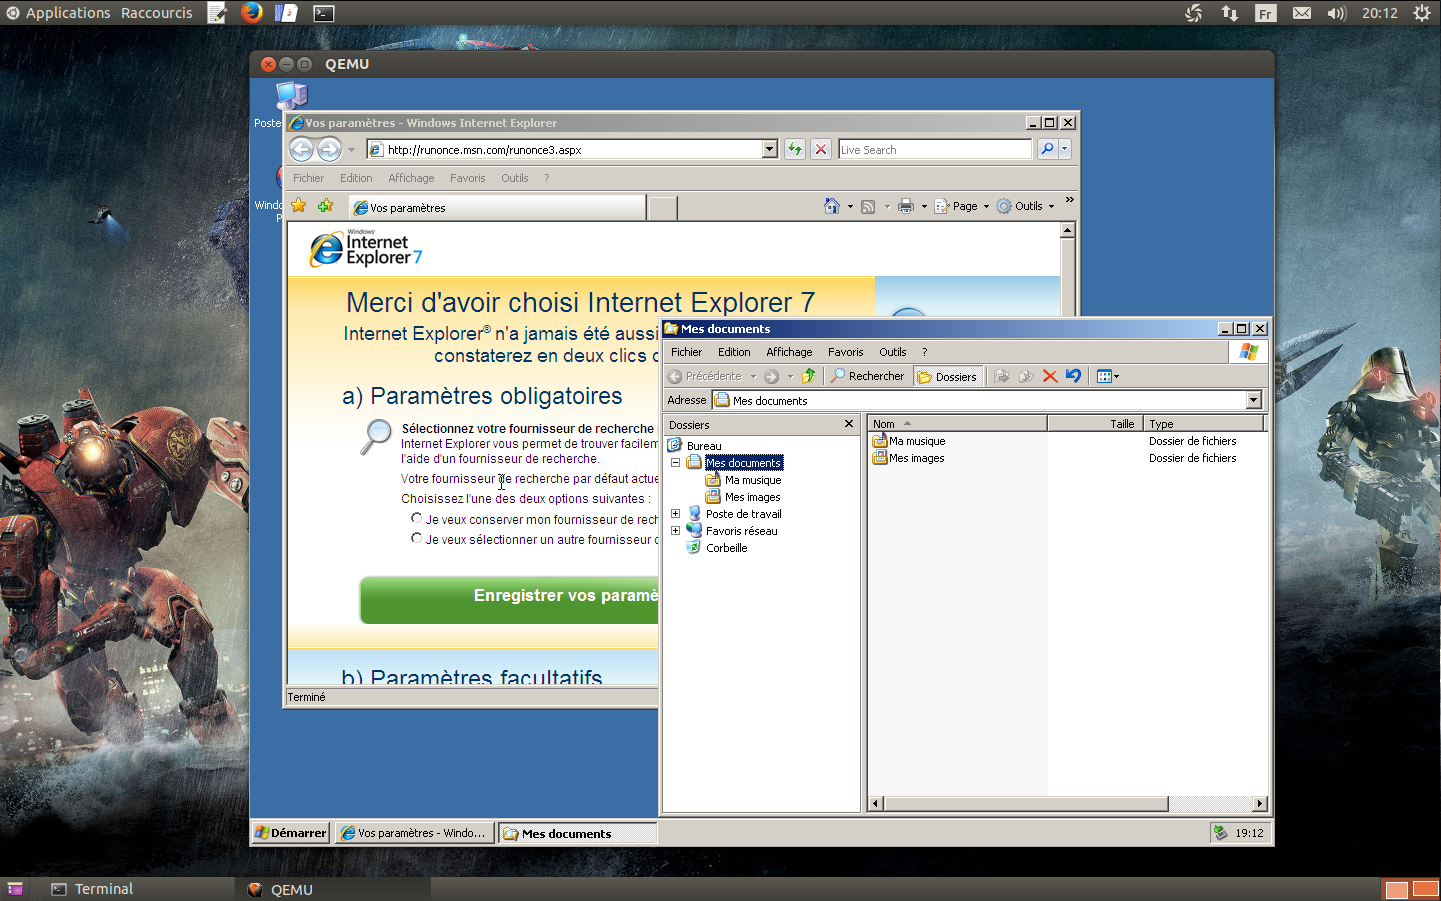 Applications Raccourcis
Fr
20:12
QEMU
Poste
Windo
P
Vos paramètres - Windows Internet Explorer
http://runonce.msn.com/runonce3.aspx
Live Search
Fichier Edition Affichage Favoris Outils ?
Vos paramètres
Page Outils »
Windows
Internet
Explorer 7
Merci d'avoir choisi Internet Explorer 7
Internet Explorer® n'a jamais été aussi
constaterez en deux clics
a) Paramètres obligatoires
Sélectionnez votre fournisseur de recherche
Internet Explorer vous permet de trouver facilem
l'aide d'un fournisseur de recherche.
Votre fournisseur de recherche par défaut actue
Choisissez l'une des deux options suivantes :
Je veux conserver mon fournisseur de rech
Je veux sélectionner un autre fournisseur
Enregistrer vos paramè
b) Paramètres facultatifs
Terminé
Mes documents
Fichier Edition Affichage Favoris Outils ?
Précédente Rechercher Dossiers
Adresse Mes documents
Dossiers
Bureau
Mes documents
Ma musique
Mes images
Poste de travail
Favoris réseau
Corbeille
Nom Taille Type
Ma musique Dossier de fichiers
Mes images Dossier de fichiers
Démarrer Vos paramètres - Windo... Mes documents 19:12
Terminal QEMU